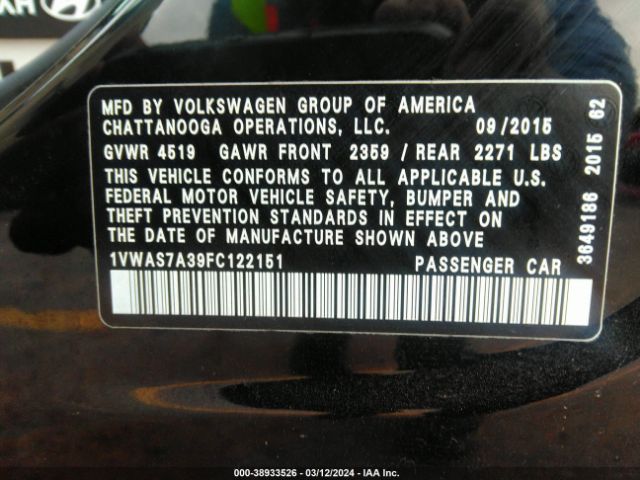 MFD BY VOLKSWAGEN GROUP OF AMERICA
CHATTANOOGA OPERATIONS, LLC. 09/2015
GVWR 4519 GAWR FRONT 2359 / REAR 2271 LBS
THIS VEHICLE CONFORMS TO ALL APPLICABLE U.S.
FEDERAL MOTOR VEHICLE SAFETY, BUMPER AND
THEFT PREVENTION STANDARDS IN EFFECT ON
THE DATE OF MANUFACTURE SHOWN ABOVE
1VWAS7A39FC122151 PASSENGER CAR
3649186 2015 62
000-38933526 - 03/12/2024 - IAA Inc.